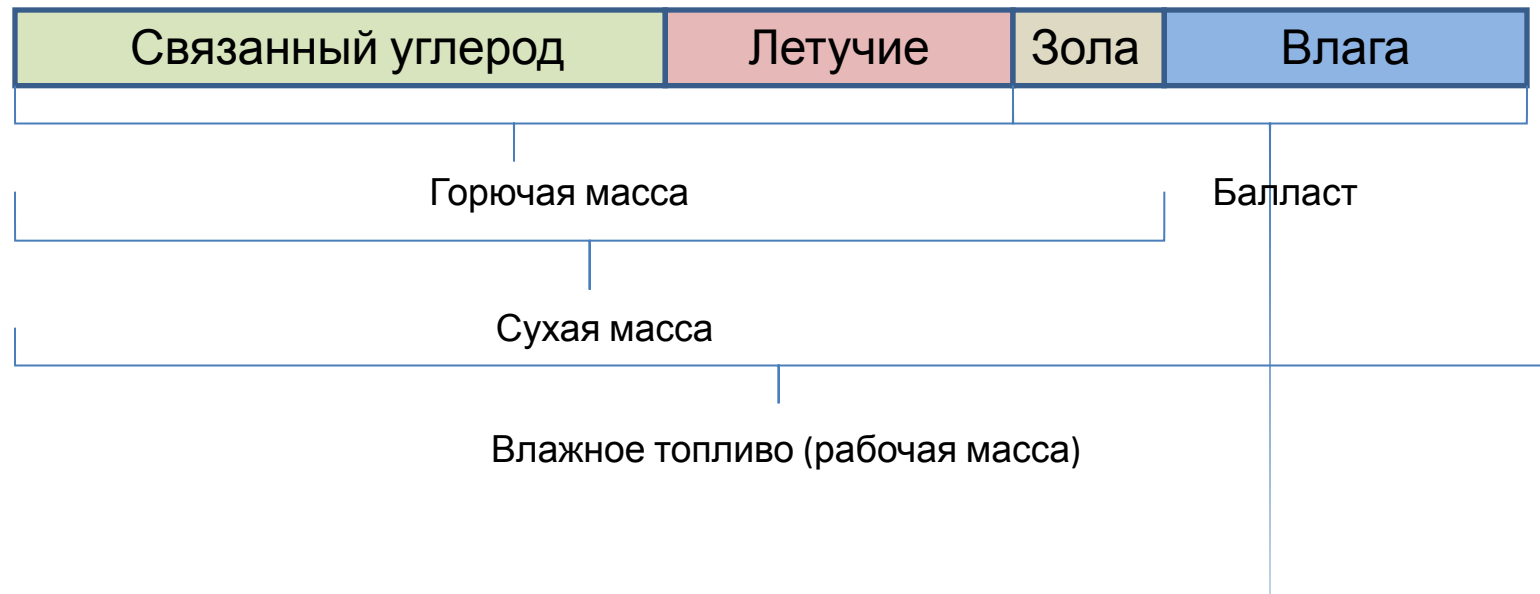 Связанный углерод Летучие Зола Влага
Горючая масса Балласт
Сухая масса
Влажное топливо (рабочая масса)